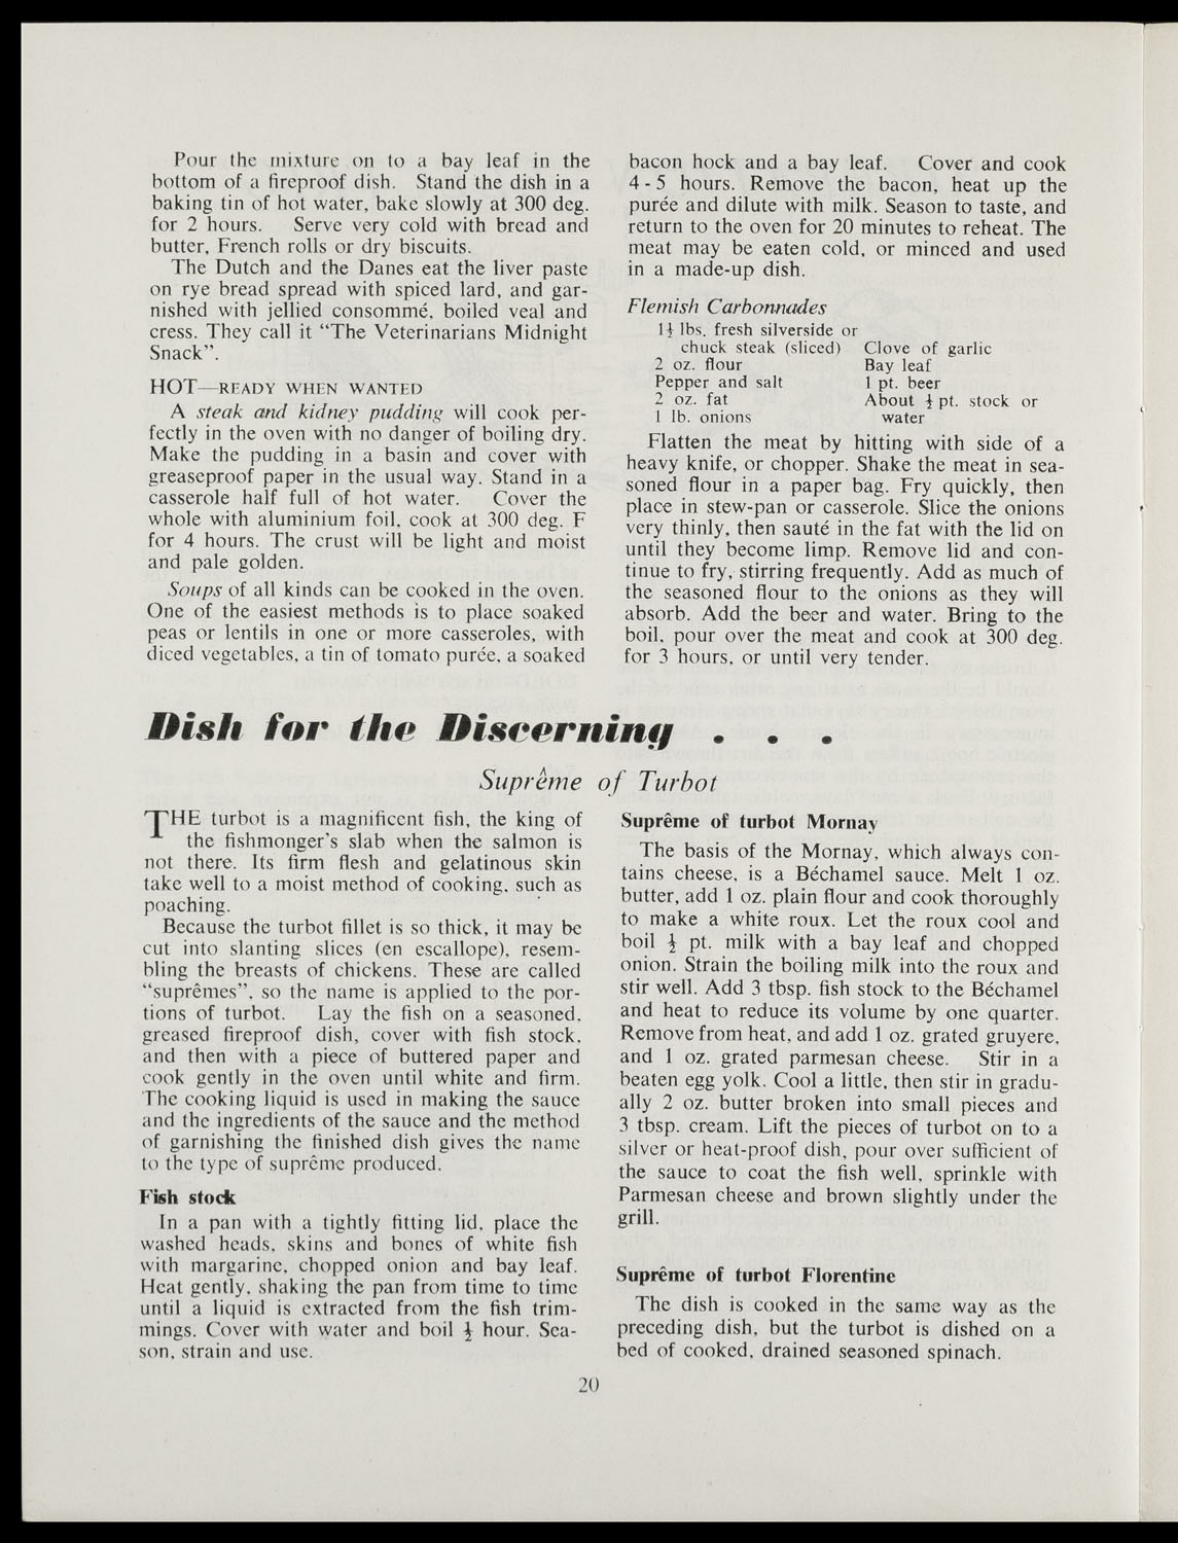 Pour the mixture on to a bay leaf in the
bottom of a fireproof dish. Stand the dish in a
baking tin of hot water, bake slowly at 300 deg.
for 2 hours. Serve very cold with bread and
butter, French rolls or dry biscuits.
The Dutch and the Danes eat the liver paste
on rye bread spread with spiced lard, and gar-
nished with jellied consommé, boiled veal and
cress. They call it "The Veterinarians Midnight
Snack".
HOT—READY WHEN WANTED
A steak and kidney pudding will cook per-
fectly in the oven with no danger of boiling dry.
Make the pudding in a basin and cover with
greaseproof paper in the usual way. Stand in a
casserole half full of hot water. Cover the
whole with aluminium foil, cook at 300 deg. F
for 4 hours. The crust will be light and moist
and pale golden.
Soups of all kinds can be cooked in the oven.
One of the easiest methods is to place soaked
peas or lentils in one or more casseroles, with
diced vegetables, a tin of tomato purée, a soaked
bacon hock and a bay leaf. Cover and cook
4-5 hours. Remove the bacon, heat up the
purée and dilute with milk. Season to taste, and
return to the oven for 20 minutes to reheat. The
meat may be eaten cold, or minced and used
in a made-up dish.
Flemish Carbonnades
1½ lbs. fresh silverside or
chuck steak (sliced)
2 oz. flour
Pepper and salt
2 oz. fat
1 lb. onions
Clove of garlic
Bay leaf
1 pt. beer
About ½ pt. stock or
water
Flatten the meat by hitting with side of a
heavy knife, or chopper. Shake the meat in sea-
soned flour in a paper bag. Fry quickly, then
place in stew-pan or casserole. Slice the onions
very thinly, then sauté in the fat with the lid on
until they become limp. Remove lid and con-
tinue to fry, stirring frequently. Add as much of
the seasoned flour to the onions as they will
absorb. Add the beer and water. Bring to the
boil, pour over the meat and cook at 300 deg.
for 3 hours, or until very tender.
Dish for the Discerning . . .
Suprême of Turbot
THE turbot is a magnificent fish, the king of
the fishmonger's slab when the salmon is
not there. Its firm flesh and gelatinous skin
take well to a moist method of cooking, such as
poaching.
Because the turbot fillet is so thick, it may be
cut into slanting slices (en escallope), resem-
bling the breasts of chickens. These are called
"suprêmes", so the name is applied to the por-
tions of turbot. Lay the fish on a seasoned,
greased fireproof dish, cover with fish stock,
and then with a piece of buttered paper and
cook gently in the oven until white and firm.
The cooking liquid is used in making the sauce
and the ingredients of the sauce and the method
of garnishing the finished dish gives the name
to the type of suprême produced.
Fish stock
In a pan with a tightly fitting lid, place the
washed heads, skins and bones of white fish
with margarine, chopped onion and bay leaf.
Heat gently, shaking the pan from time to time
until a liquid is extracted from the fish trim-
mings. Cover with water and boil ½ hour. Sea-
son, strain and use.
Suprême of turbot Mornay
The basis of the Mornay, which always con-
tains cheese, is a Béchamel sauce. Melt 1 oz.
butter, add 1 oz. plain flour and cook thoroughly
to make a white roux. Let the roux cool and
boil ½ pt. milk with a bay leaf and chopped
onion. Strain the boiling milk into the roux and
stir well. Add 3 tbsp. fish stock to the Béchamel
and heat to reduce its volume by one quarter.
Remove from heat, and add 1 oz. grated gruyere,
and 1 oz. grated parmesan cheese. Stir in a
beaten egg yolk. Cool a little, then stir in gradu-
ally 2 oz. butter broken into small pieces and
3 tbsp. cream. Lift the pieces of turbot on to a
silver or heat-proof dish, pour over sufficient of
the sauce to coat the fish well, sprinkle with
Parmesan cheese and brown slightly under the
grill.
Suprême of turbot Florentine
The dish is cooked in the same way as the
preceding dish, but the turbot is dished on a
bed of cooked, drained seasoned spinach.
20